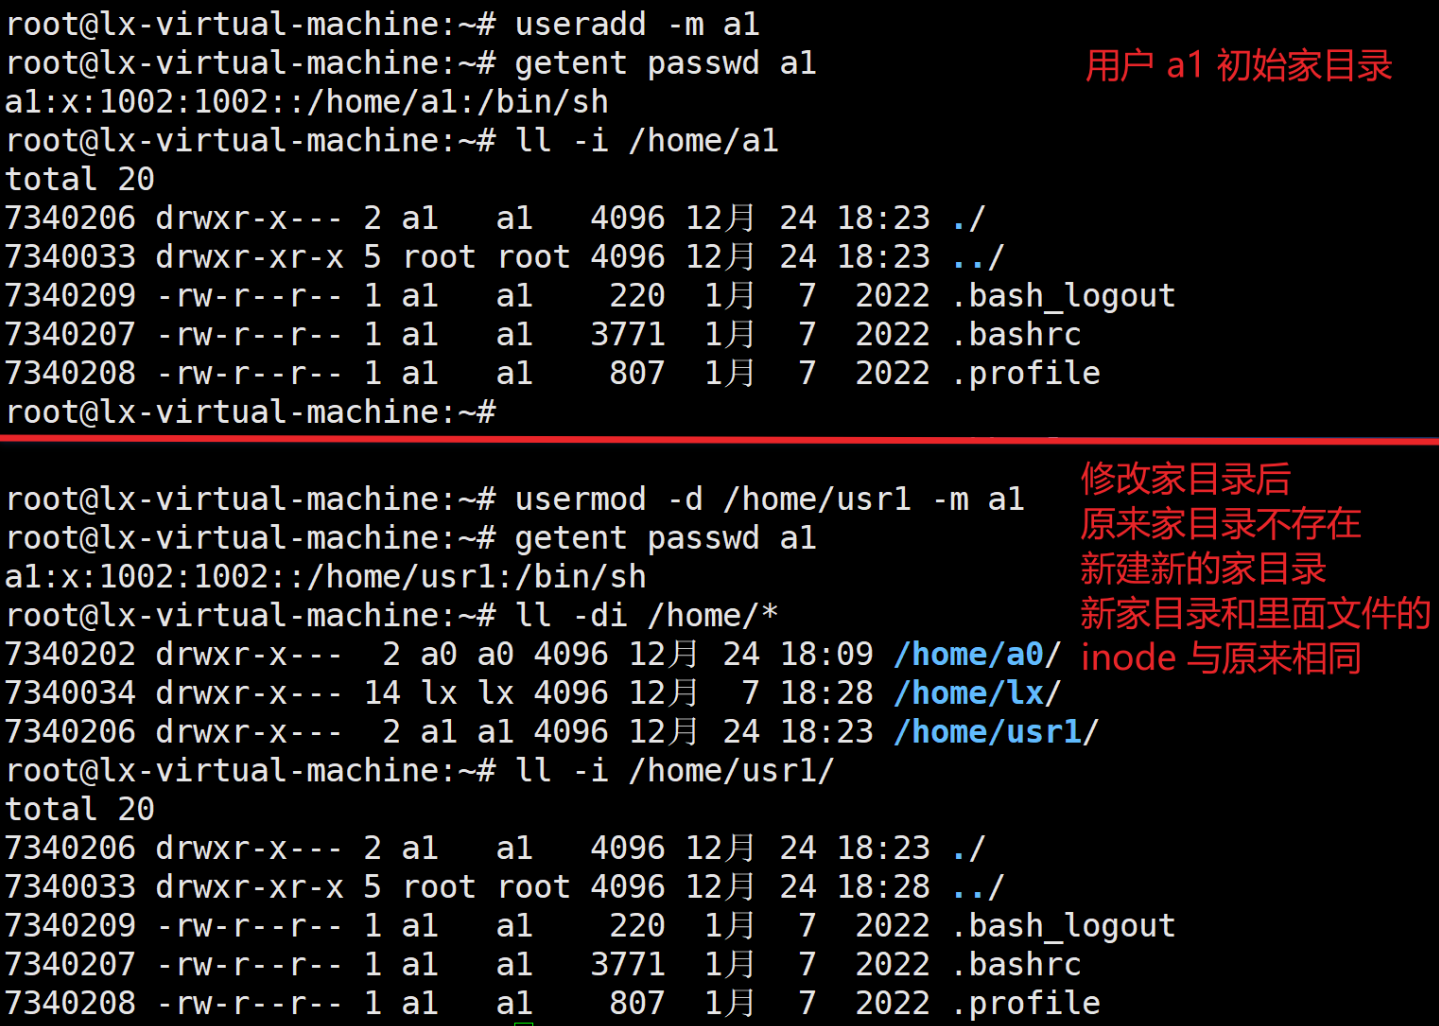 root@lx-virtual-machine:~# useradd -m a1
root@lx-virtual-machine:~# getent passwd a1
用户 a1 初始家目录
a1:x:1002:1002::/home/a1:/bin/sh
root@lx-virtual-machine:~# ll -i /home/a1
total 20
7340206 drwxr-x--- 2 a1   a1   4096 12月 24 18:23 ./
7340033 drwxr-xr-x 5 root root 4096 12月 24 18:23 ../
7340209 -rw-r--r-- 1 a1   a1    220  1月  7  2022 .bash_logout
7340207 -rw-r--r-- 1 a1   a1   3771  1月  7  2022 .bashrc
7340208 -rw-r--r-- 1 a1   a1    807  1月  7  2022 .profile
root@lx-virtual-machine:~#
root@lx-virtual-machine:~# usermod -d /home/usr1 -m a1
root@lx-virtual-machine:~# getent passwd a1
a1:x:1002:1002::/home/usr1:/bin/sh
root@lx-virtual-machine:~# ll -di /home/*
7340202 drwxr-x---  2 a0 a0 4096 12月 24 18:09 /home/a0/
7340034 drwxr-x--- 14 lx lx 4096 12月  7 18:28 /home/lx/
7340206 drwxr-x---  2 a1 a1 4096 12月 24 18:23 /home/usr1/
修改家目录后
原来家目录不存在
新建新的家目录
新家目录和里面文件的
inode 与原来相同
root@lx-virtual-machine:~# ll -i /home/usr1/
total 20
7340206 drwxr-x--- 2 a1   a1   4096 12月 24 18:23 ./
7340033 drwxr-xr-x 5 root root 4096 12月 24 18:28 ../
7340209 -rw-r--r-- 1 a1   a1    220  1月  7  2022 .bash_logout
7340207 -rw-r--r-- 1 a1   a1   3771  1月  7  2022 .bashrc
7340208 -rw-r--r-- 1 a1   a1    807  1月  7  2022 .profile